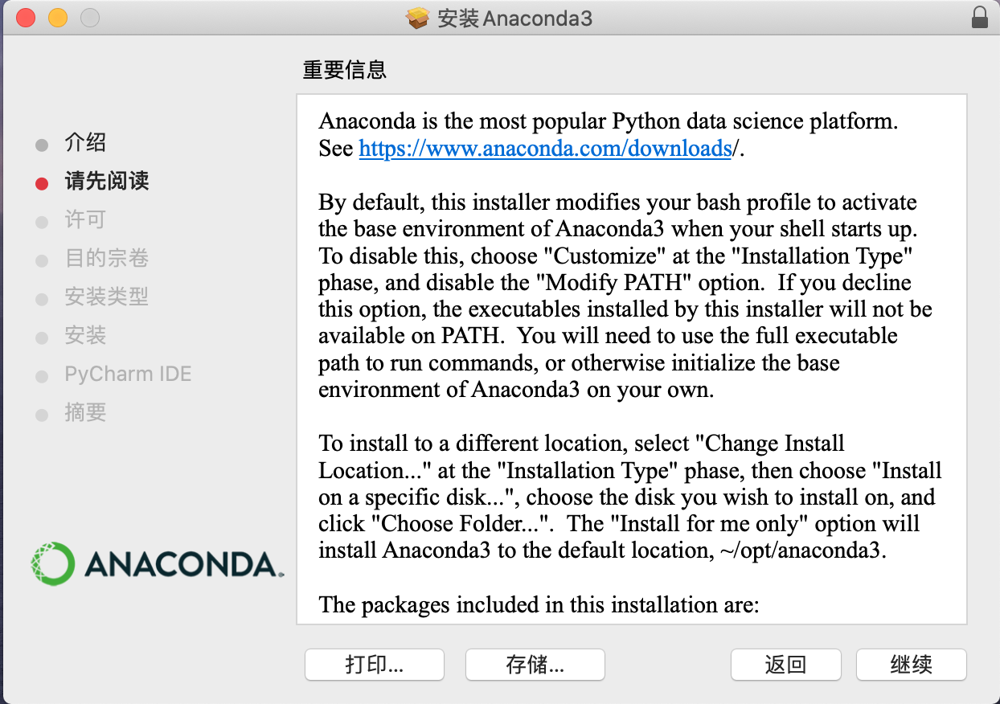 安装Anaconda3
重要信息
介绍
请先阅读
许可
目的宗卷
安装类型
安装
PyCharm IDE
摘要
ANACONDA.
Anaconda is the most popular Python data science platform.
See https://www.anaconda.com/downloads/.
By default, this installer modifies your bash profile to activate
the base environment of Anaconda3 when your shell starts up.
To disable this, choose "Customize" at the "Installation Type"
phase, and disable the "Modify PATH" option.  If you decline
this option, the executables installed by this installer will not be
available on PATH.  You will need to use the full executable
path to run commands, or otherwise initialize the base
environment of Anaconda3 on your own.
To install to a different location, select "Change Install
Location..." at the "Installation Type" phase, then choose "Install
on a specific disk...", choose the disk you wish to install on, and
click "Choose Folder...".  The "Install for me only" option will
install Anaconda3 to the default location, ~/opt/anaconda3.
The packages included in this installation are:
打印...
存储...
返回
继续